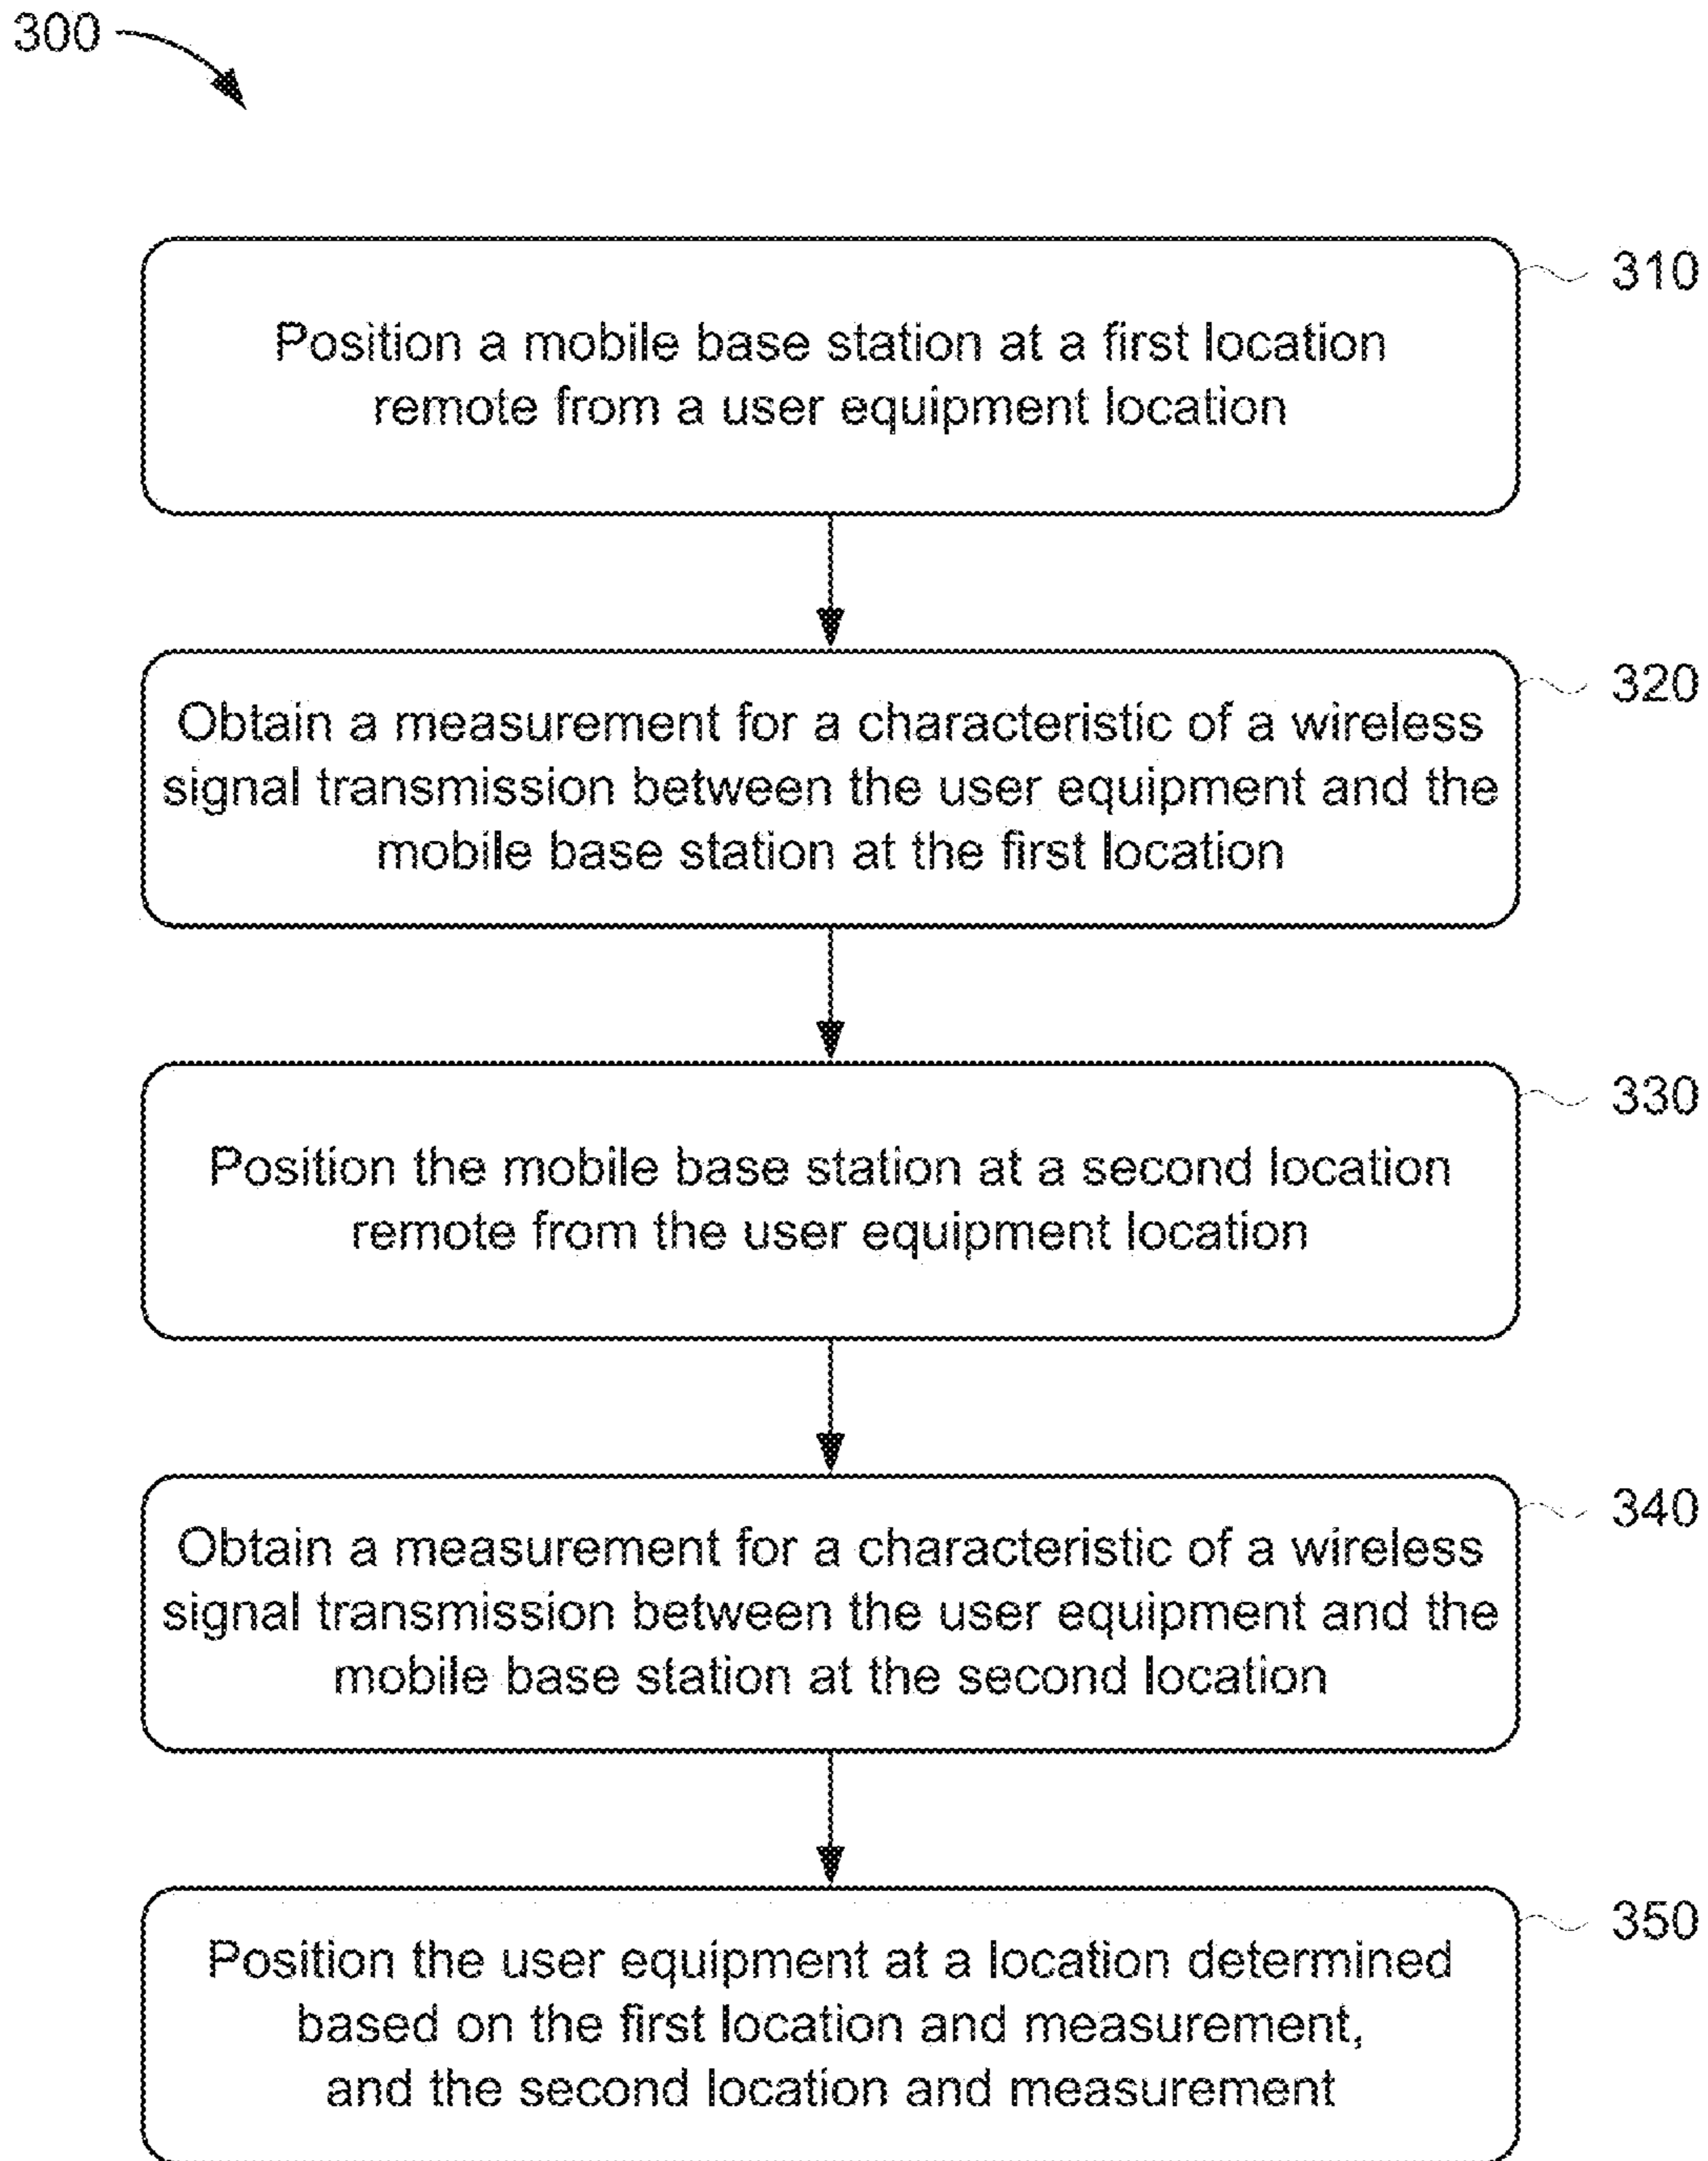 300
310
Position a mobile base station at a first location
remote from a user equipment location
320
Obtain a measurement for a characteristic of a wireless
signal transmission between the user equipment and the
mobile base station at the first location
330
Position the mobile base station at a second location
remote from the user equipment location
340
Obtain a measurement for a characteristic of a wireless
signal transmission between the user equipment and the
mobile base station at the second location
350
Position the user equipment at a location determined
based on the first location and measurement,
and the second location and measurement